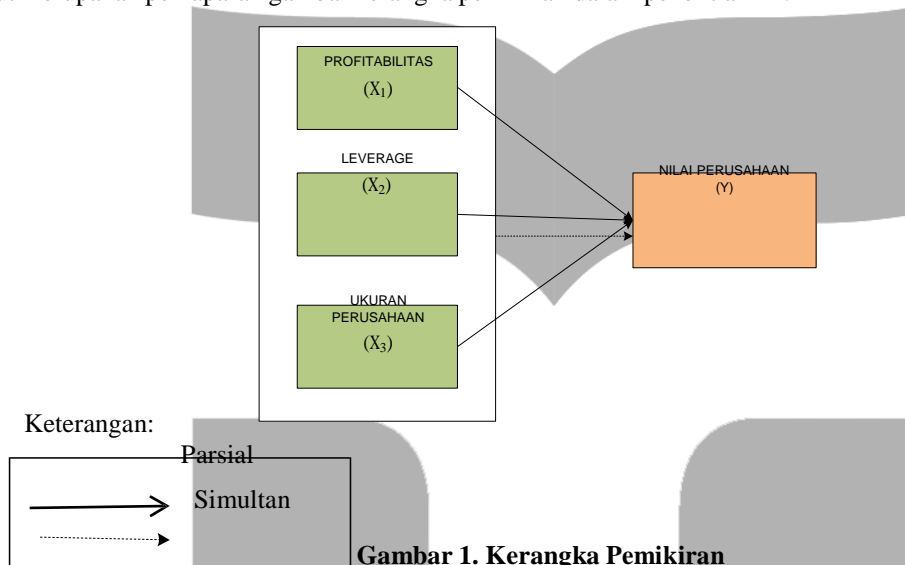 PROFITABILITAS
(X₁)
LEVERAGE
(X₂)
NILAI PERUSAHAAN
(Y)
UKURAN
PERUSAHAAN
(X₃)
Keterangan:
Parsial
Simultan
Gambar 1. Kerangka Pemikiran